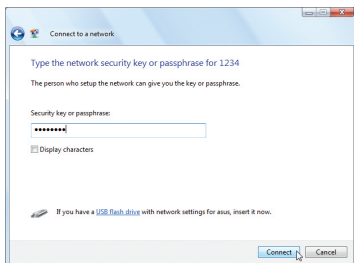 Connect to a network
Type the network security key or passphrase for 1234
The person who setup the network can give you the key or passphrase.
Security key or passphrase:
••••••••
Display characters
If you have a USB flash drive with network settings for asus, insert it now.
Connect Cancel